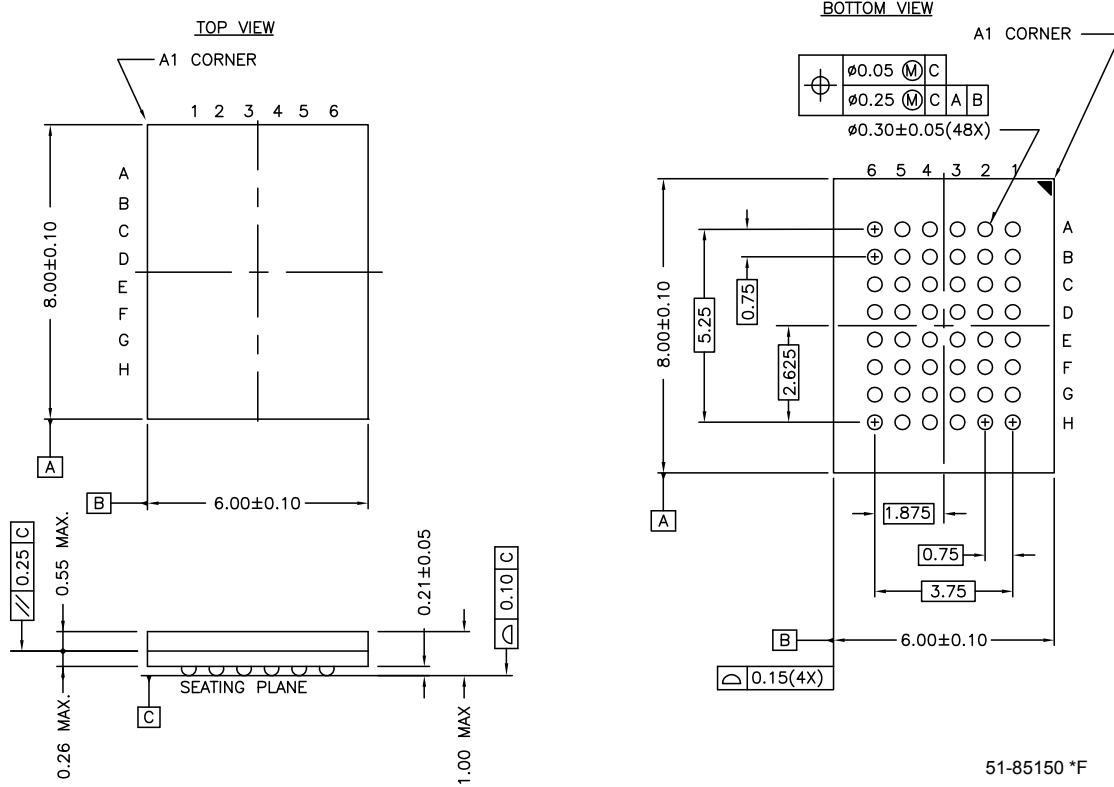 TOP VIEW
A1 CORNER
1 2 3 4 5 6
A
B
C
D
E
F
G
H
8.00±0.10
A
B
6.00±0.10
// 0.25 C
0.55 MAX.
0.21±0.05
⌓ 0.10 C
SEATING PLANE
C
0.26 MAX.
1.00 MAX
BOTTOM VIEW
A1 CORNER
⌖ ø0.05 Ⓜ C
ø0.25 Ⓜ C A B
ø0.30±0.05(48X)
6 5 4 3 2 1
A
B
C
D
E
F
G
H
8.00±0.10
5.25
0.75
2.625
A
1.875
0.75
3.75
B
6.00±0.10
⌓ 0.15(4X)
51-85150 *F